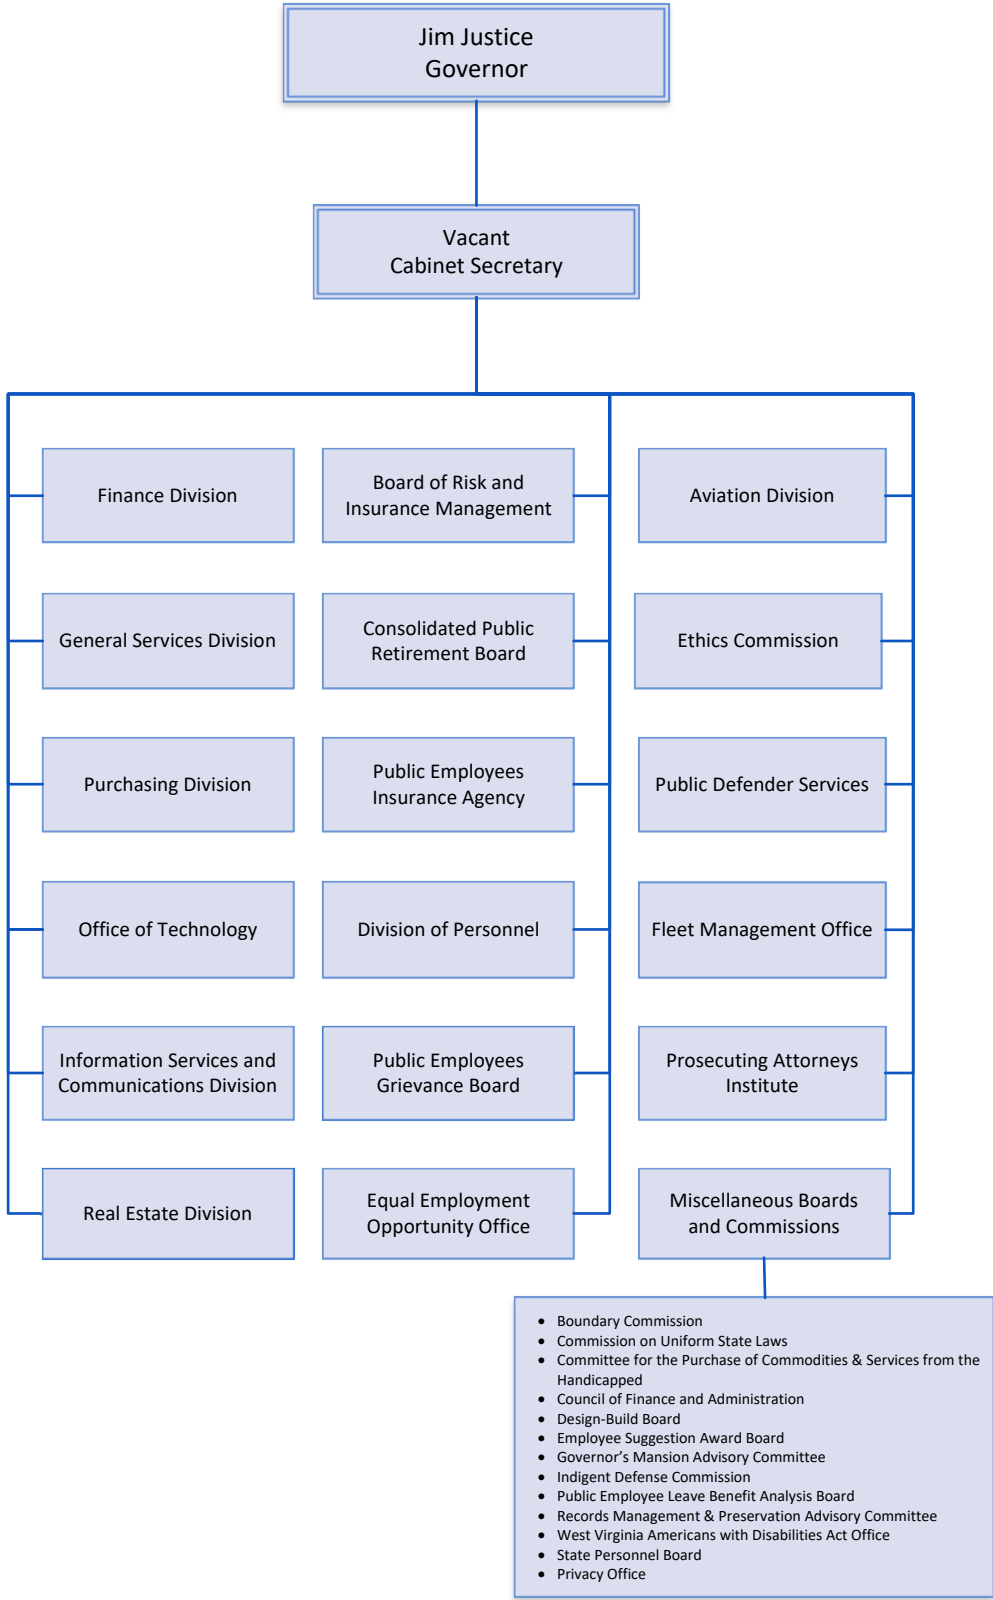 Jim Justice
Governor
Vacant
Cabinet Secretary
Finance Division
Board of Risk and
Insurance Management
Aviation Division
General Services Division
Consolidated Public
Retirement Board
Ethics Commission
Purchasing Division
Public Employees
Insurance Agency
Public Defender Services
Office of Technology
Division of Personnel
Fleet Management Office
Information Services and
Communications Division
Public Employees
Grievance Board
Prosecuting Attorneys
Institute
Real Estate Division
Equal Employment
Opportunity Office
Miscellaneous Boards
and Commissions
• Boundary Commission
• Commission on Uniform State Laws
• Committee for the Purchase of Commodities & Services from the
Handicapped
• Council of Finance and Administration
• Design-Build Board
• Employee Suggestion Award Board
• Governor’s Mansion Advisory Committee
• Indigent Defense Commission
• Public Employee Leave Benefit Analysis Board
• Records Management & Preservation Advisory Committee
• West Virginia Americans with Disabilities Act Office
• State Personnel Board
• Privacy Office